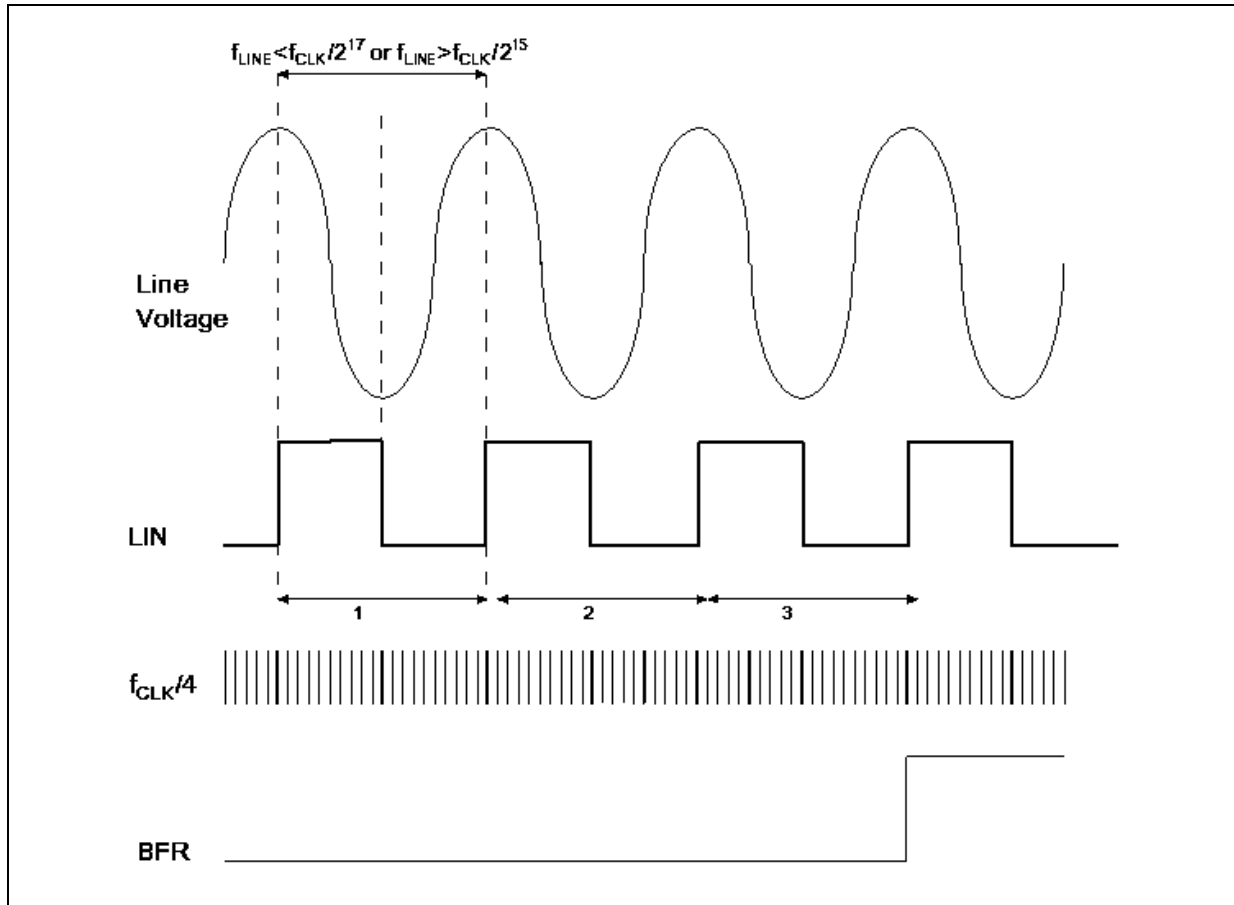 f_LINE<f_CLK/2^17 or f_LINE>f_CLK/2^15
Line
Voltage
LIN
1 2 3
f_CLK/4
BFR